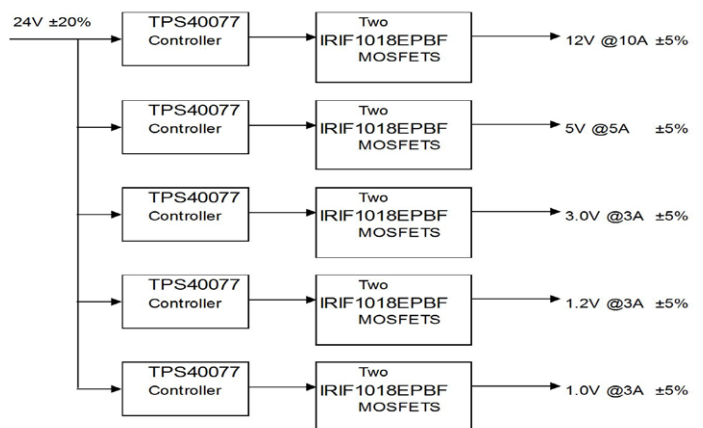 24V ±20%
TPS40077
Controller
Two
IRIF1018EPBF
MOSFETS
12V @10A ±5%
TPS40077
Controller
Two
IRIF1018EPBF
MOSFETS
5V @5A ±5%
TPS40077
Controller
Two
IRIF1018EPBF
MOSFETS
3.0V @3A ±5%
TPS40077
Controller
Two
IRIF1018EPBF
MOSFETS
1.2V @3A ±5%
TPS40077
Controller
Two
IRIF1018EPBF
MOSFETS
1.0V @3A ±5%